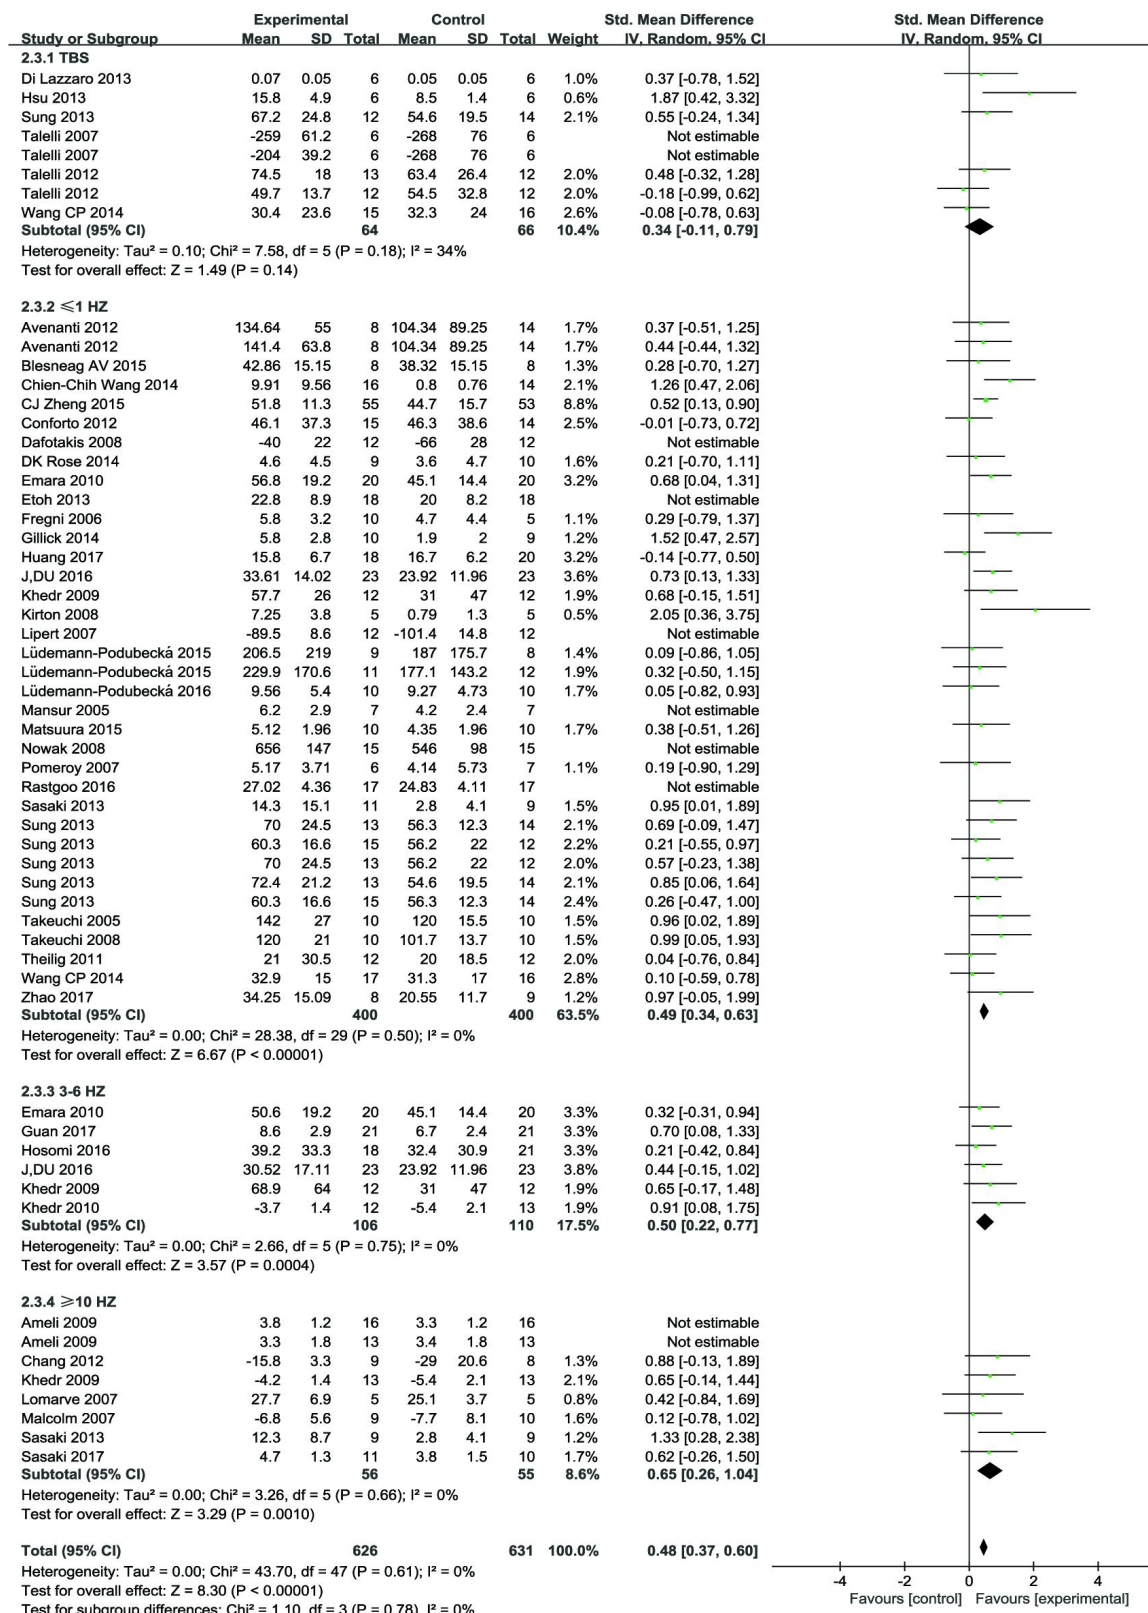 Experimental Control Std. Mean Difference Std. Mean Difference
Study or Subgroup Mean SD Total Mean SD Total Weight IV, Random, 95% CI IV, Random, 95% CI
2.3.1 TBS
Di Lazzaro 2013 0.07 0.05 6 0.05 0.05 6 1.0% 0.37 [-0.78, 1.52]
Hsu 2013 15.8 4.9 6 8.5 1.4 6 0.6% 1.87 [0.42, 3.32]
Sung 2013 67.2 24.8 12 54.6 19.5 14 2.1% 0.55 [-0.24, 1.34]
Talelli 2007 -259 61.2 6 -268 76 6 Not estimable
Talelli 2007 -204 39.2 6 -268 76 6 Not estimable
Talelli 2012 74.5 18 13 63.4 26.4 12 2.0% 0.48 [-0.32, 1.28]
Talelli 2012 49.7 13.7 12 54.5 32.8 12 2.0% -0.18 [-0.99, 0.62]
Wang CP 2014 30.4 23.6 15 32.3 24 16 2.6% -0.08 [-0.78, 0.63]
Subtotal (95% CI) 64 66 10.4% 0.34 [-0.11, 0.79]
Heterogeneity: Tau² = 0.10; Chi² = 7.58, df = 5 (P = 0.18); I² = 34%
Test for overall effect: Z = 1.49 (P = 0.14)
2.3.2 ≤1 HZ
Avenanti 2012 134.64 55 8 104.34 89.25 14 1.7% 0.37 [-0.51, 1.25]
Avenanti 2012 141.4 63.8 8 104.34 89.25 14 1.7% 0.44 [-0.44, 1.32]
Blesneag AV 2015 42.86 15.15 8 38.32 15.15 8 1.3% 0.28 [-0.70, 1.27]
Chien-Chih Wang 2014 9.91 9.56 16 0.8 0.76 14 2.1% 1.26 [0.47, 2.06]
CJ Zheng 2015 51.8 11.3 55 44.7 15.7 53 8.8% 0.52 [0.13, 0.90]
Conforto 2012 46.1 37.3 15 46.3 38.6 14 2.5% -0.01 [-0.73, 0.72]
Dafotakis 2008 -40 22 12 -66 28 12 Not estimable
DK Rose 2014 4.6 4.5 9 3.6 4.7 10 1.6% 0.21 [-0.70, 1.11]
Emara 2010 56.8 19.2 20 45.1 14.4 20 3.2% 0.68 [0.04, 1.31]
Etoh 2013 22.8 8.9 18 20 8.2 18 Not estimable
Fregni 2006 5.8 3.2 10 4.7 4.4 5 1.1% 0.29 [-0.79, 1.37]
Gillick 2014 5.8 2.8 10 1.9 2 9 1.2% 1.52 [0.47, 2.57]
Huang 2017 15.8 6.7 18 16.7 6.2 20 3.2% -0.14 [-0.77, 0.50]
J,DU 2016 33.61 14.02 23 23.92 11.96 23 3.6% 0.73 [0.13, 1.33]
Khedr 2009 57.7 26 12 31 47 12 1.9% 0.68 [-0.15, 1.51]
Kirton 2008 7.25 3.8 5 0.79 1.3 5 0.5% 2.05 [0.36, 3.75]
Lipert 2007 -89.5 8.6 12 -101.4 14.8 12 Not estimable
Lüdemann-Podubecká 2015 206.5 219 9 187 175.7 8 1.4% 0.09 [-0.86, 1.05]
Lüdemann-Podubecká 2015 229.9 170.6 11 177.1 143.2 12 1.9% 0.32 [-0.50, 1.15]
Lüdemann-Podubecká 2016 9.56 5.4 10 9.27 4.73 10 1.7% 0.05 [-0.82, 0.93]
Mansur 2005 6.2 2.9 7 4.2 2.4 7 Not estimable
Matsuura 2015 5.12 1.96 10 4.35 1.96 10 1.7% 0.38 [-0.51, 1.26]
Nowak 2008 656 147 15 546 98 15 Not estimable
Pomeroy 2007 5.17 3.71 6 4.14 5.73 7 1.1% 0.19 [-0.90, 1.29]
Rastgoo 2016 27.02 4.36 17 24.83 4.11 17 Not estimable
Sasaki 2013 14.3 15.1 11 2.8 4.1 9 1.5% 0.95 [0.01, 1.89]
Sung 2013 70 24.5 13 56.3 12.3 14 2.1% 0.69 [-0.09, 1.47]
Sung 2013 60.3 16.6 15 56.2 22 12 2.2% 0.21 [-0.55, 0.97]
Sung 2013 70 24.5 13 56.2 22 12 2.0% 0.57 [-0.23, 1.38]
Sung 2013 72.4 21.2 13 54.6 19.5 14 2.1% 0.85 [0.06, 1.64]
Sung 2013 60.3 16.6 15 56.3 12.3 14 2.4% 0.26 [-0.47, 1.00]
Takeuchi 2005 142 27 10 120 15.5 10 1.5% 0.96 [0.02, 1.89]
Takeuchi 2008 120 21 10 101.7 13.7 10 1.5% 0.99 [0.05, 1.93]
Theilig 2011 21 30.5 12 20 18.5 12 2.0% 0.04 [-0.76, 0.84]
Wang CP 2014 32.9 15 17 31.3 17 16 2.8% 0.10 [-0.59, 0.78]
Zhao 2017 34.25 15.09 8 20.55 11.7 9 1.2% 0.97 [-0.05, 1.99]
Subtotal (95% CI) 400 400 63.5% 0.49 [0.34, 0.63]
Heterogeneity: Tau² = 0.00; Chi² = 28.38, df = 29 (P = 0.50); I² = 0%
Test for overall effect: Z = 6.67 (P < 0.00001)
2.3.3 3-6 HZ
Emara 2010 50.6 19.2 20 45.1 14.4 20 3.3% 0.32 [-0.31, 0.94]
Guan 2017 8.6 2.9 21 6.7 2.4 21 3.3% 0.70 [0.08, 1.33]
Hosomi 2016 39.2 33.3 18 32.4 30.9 21 3.3% 0.21 [-0.42, 0.84]
J,DU 2016 30.52 17.11 23 23.92 11.96 23 3.8% 0.44 [-0.15, 1.02]
Khedr 2009 68.9 64 12 31 47 12 1.9% 0.65 [-0.17, 1.48]
Khedr 2010 -3.7 1.4 12 -5.4 2.1 13 1.9% 0.91 [0.08, 1.75]
Subtotal (95% CI) 106 110 17.5% 0.50 [0.22, 0.77]
Heterogeneity: Tau² = 0.00; Chi² = 2.66, df = 5 (P = 0.75); I² = 0%
Test for overall effect: Z = 3.57 (P = 0.0004)
2.3.4 ≥10 HZ
Ameli 2009 3.8 1.2 16 3.3 1.2 16 Not estimable
Ameli 2009 3.3 1.8 13 3.4 1.8 13 Not estimable
Chang 2012 -15.8 3.3 9 -29 20.6 8 1.3% 0.88 [-0.13, 1.89]
Khedr 2009 -4.2 1.4 13 -5.4 2.1 13 2.1% 0.65 [-0.14, 1.44]
Lomarve 2007 27.7 6.9 5 25.1 3.7 5 0.8% 0.42 [-0.84, 1.69]
Malcolm 2007 -6.8 5.6 9 -7.7 8.1 10 1.6% 0.12 [-0.78, 1.02]
Sasaki 2013 12.3 8.7 9 2.8 4.1 9 1.2% 1.33 [0.28, 2.38]
Sasaki 2017 4.7 1.3 11 3.8 1.5 10 1.7% 0.62 [-0.26, 1.50]
Subtotal (95% CI) 56 55 8.6% 0.65 [0.26, 1.04]
Heterogeneity: Tau² = 0.00; Chi² = 3.26, df = 5 (P = 0.66); I² = 0%
Test for overall effect: Z = 3.29 (P = 0.0010)
Total (95% CI) 626 631 100.0% 0.48 [0.37, 0.60]
Heterogeneity: Tau² = 0.00; Chi² = 43.70, df = 47 (P = 0.61); I² = 0%
Test for overall effect: Z = 8.30 (P < 0.00001)
Test for subgroup differences: Chi² = 1.10, df = 3 (P = 0.78), I² = 0%
-4 -2 0 2 4
Favours [control] Favours [experimental]